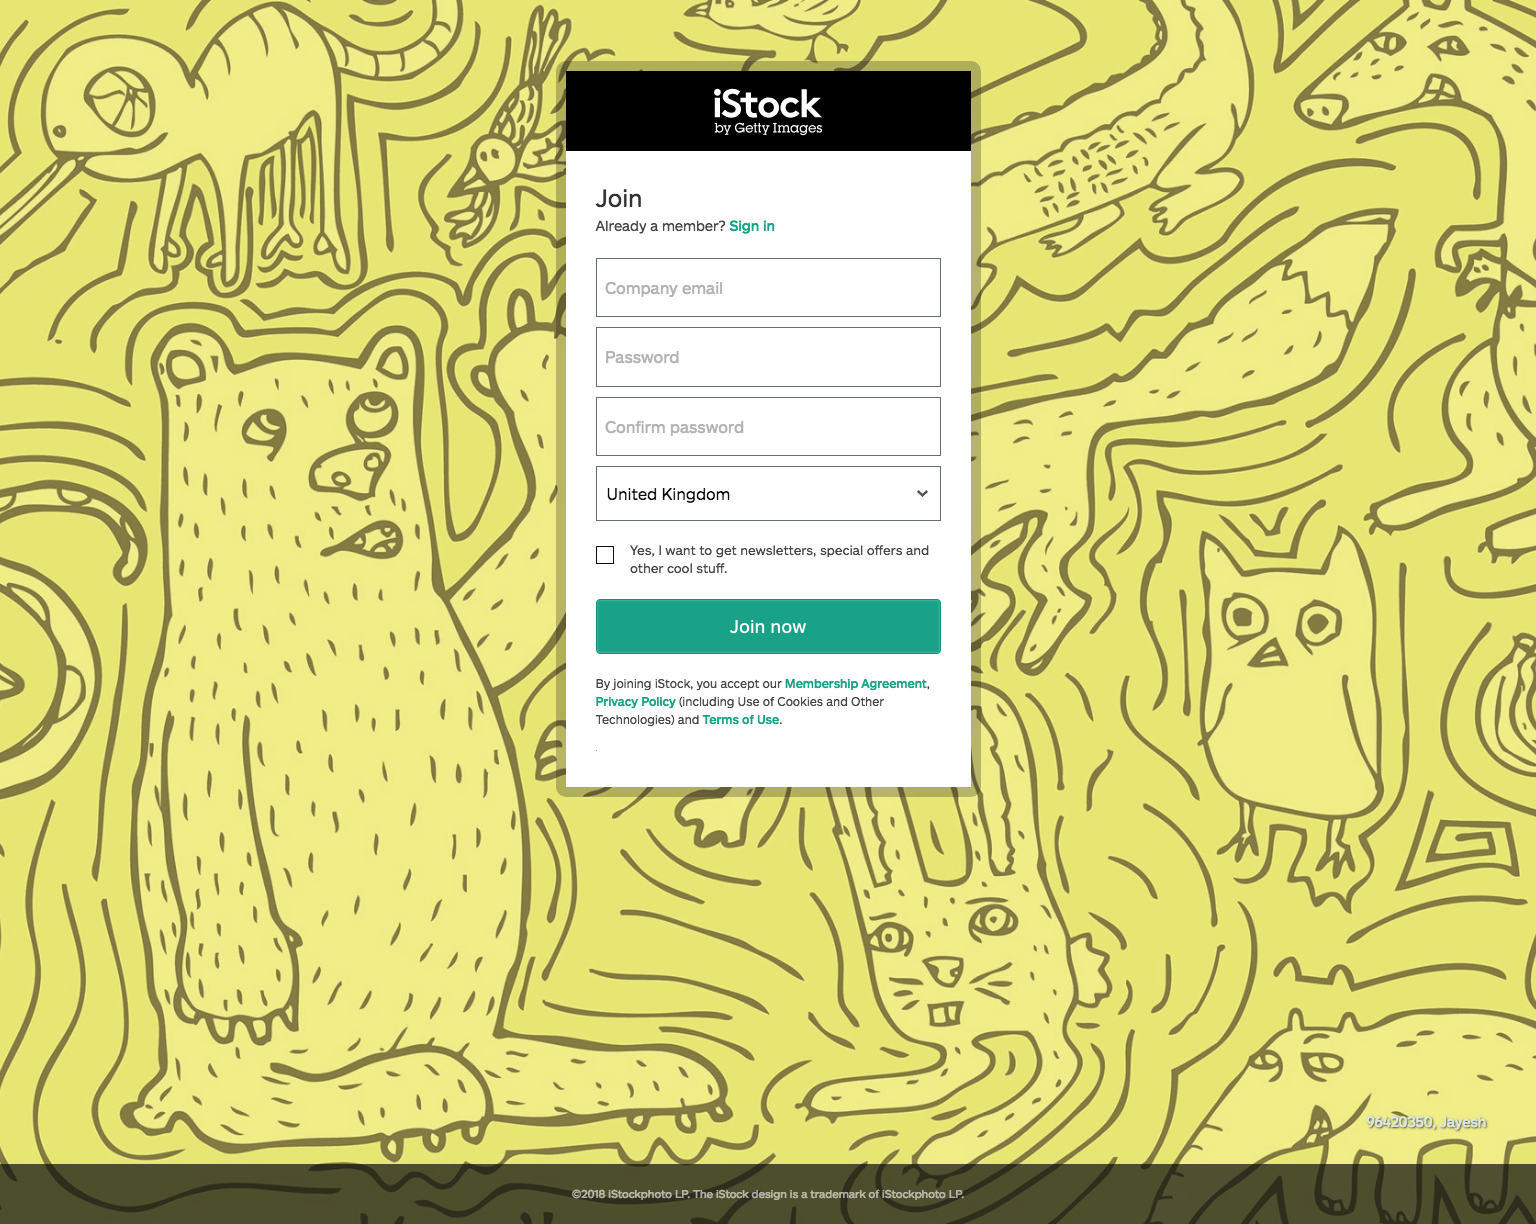 iStock
by Getty Images
Join
Already a member? Sign in
Company email
Password
Confirm password
United Kingdom
Yes, I want to get newsletters, special offers and
other cool stuff.
Join now
By joining iStock, you accept our Membership Agreement,
Privacy Policy (including Use of Cookies and Other
Technologies) and Terms of Use.
96420350, Jayesh
©2018 iStockphoto LP. The iStock design is a trademark of iStockphoto LP.